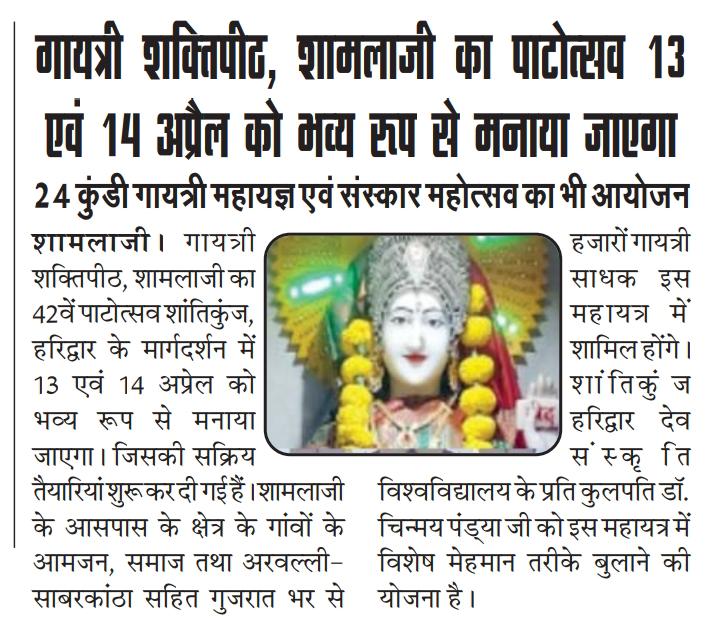 गायत्री शक्तिपीठ, शामलाजी का पाटोत्सव 13
एवं 14 अप्रैल को भव्य रूप से मनाया जाएगा
24 कुंडी गायत्री महायज्ञ एवं संस्कार महोत्सव का भी आयोजन
शामलाजी। गायत्री
शक्तिपीठ, शामलाजी का
42वें पाटोत्सव शांतिकुंज,
हरिद्वार के मार्गदर्शन में
13 एवं 14 अप्रेल को
भव्य रूप से मनाया
जाएगा। जिसकी सक्रिय
तैयारियां शुरू कर दी गई हैं। शामलाजी
के आसपास के क्षेत्र के गांवों के
आमजन, समाज तथा अरवल्ली-
साबरकांठा सहित गुजरात भर से
हजारों गायत्री
साधक इस
महायत्र में
शामिल होंगे।
शांतिकुंज
हरिद्वार देव
संस्कृति
विश्वविद्यालय के प्रति कुलपति डॉ.
चिन्मय पंड्या जी को इस महायत्र में
विशेष मेहमान तरीके बुलाने की
योजना है।